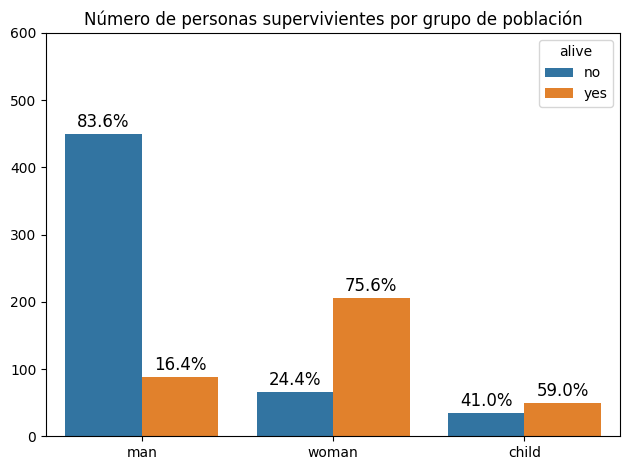 Número de personas supervivientes por grupo de población
600
500
400
300
200
100
0
83.6%
16.4%
24.4%
75.6%
41.0%
59.0%
man
woman
child
alive
no
yes